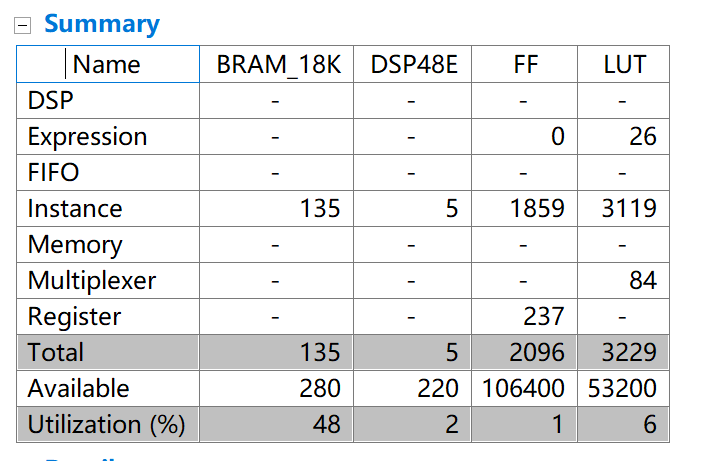 Summary
Name BRAM_18K DSP48E FF LUT
DSP - - - -
Expression - - 0 26
FIFO - - - -
Instance 135 5 1859 3119
Memory - - - -
Multiplexer - - - 84
Register - - 237 -
Total 135 5 2096 3229
Available 280 220 106400 53200
Utilization (%) 48 2 1 6